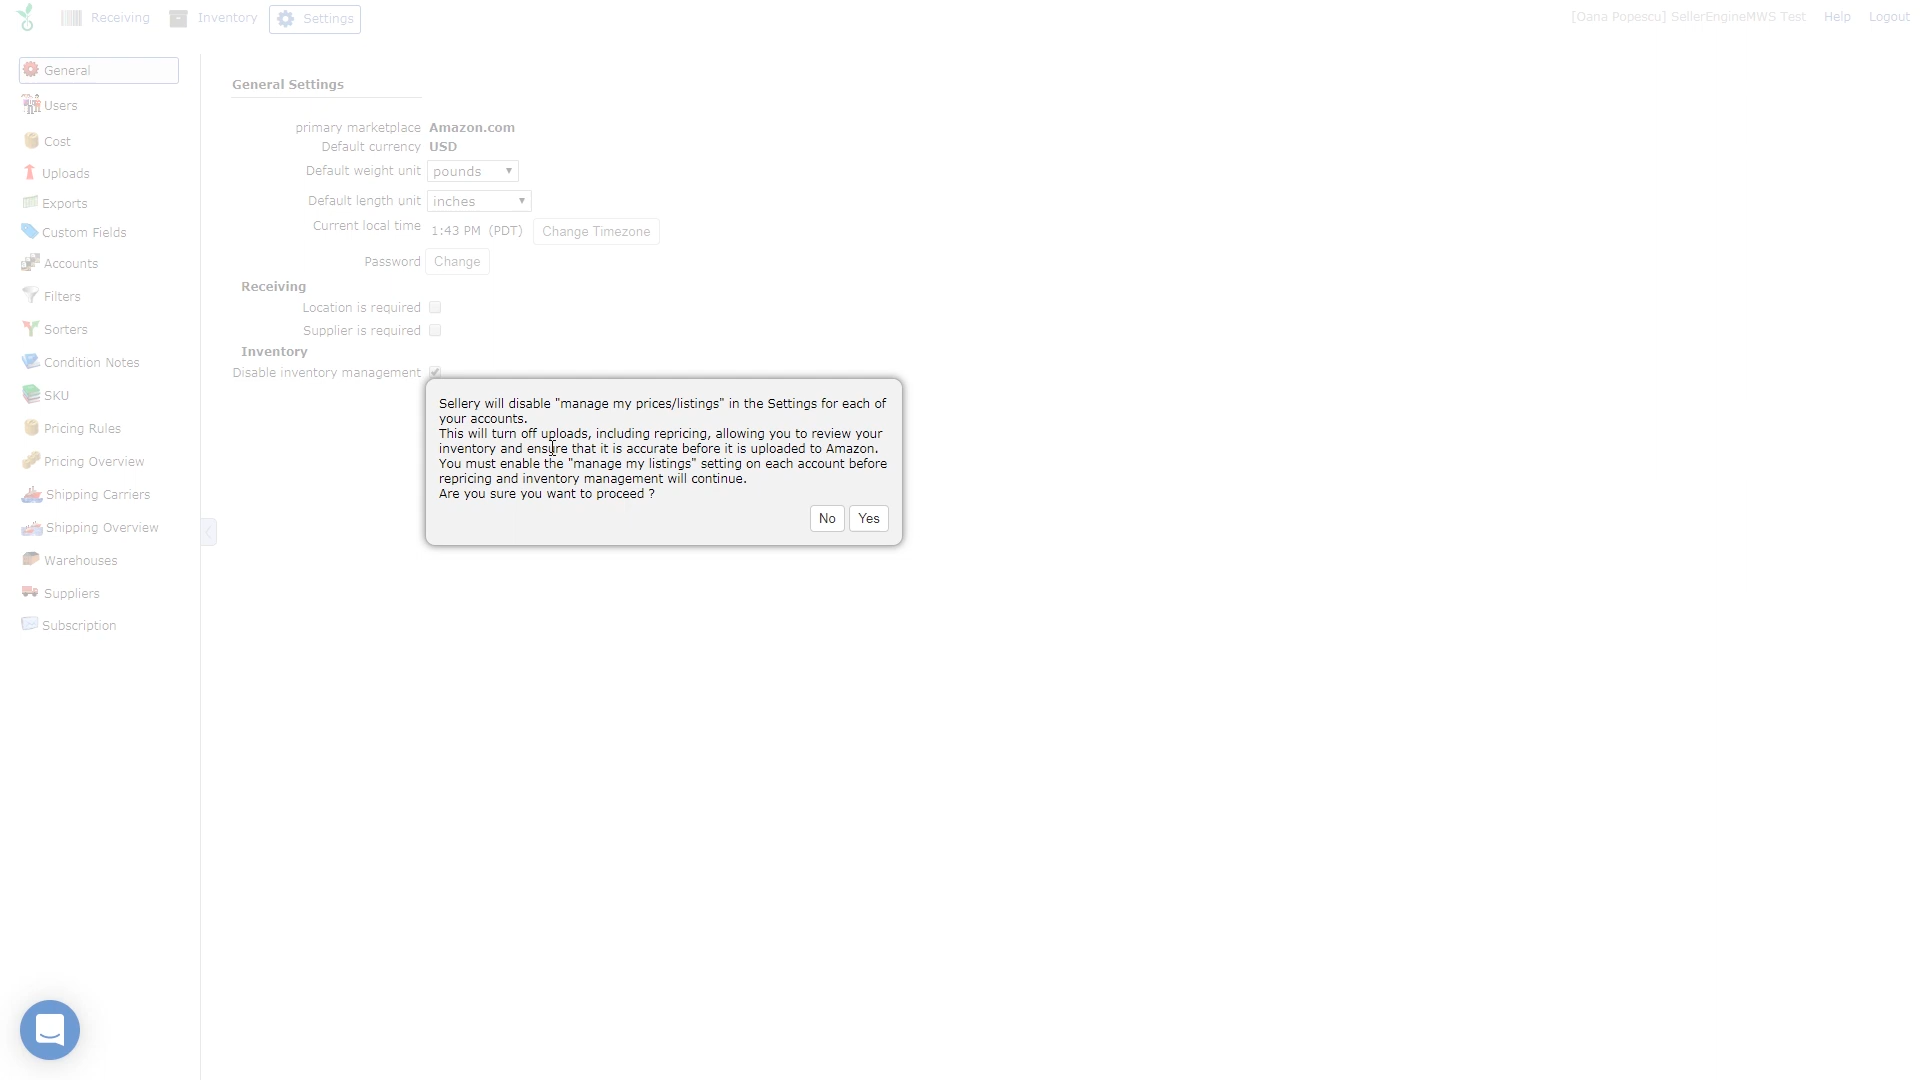 Receiving
Inventory
Settings
[Oana Popescu] SellerEngineMWS Test
Help
Logout
General
Users
Cost
Uploads
Exports
Custom Fields
Accounts
Filters
Sorters
Condition Notes
SKU
Pricing Rules
Pricing Overview
Shipping Carriers
Shipping Overview
Warehouses
Suppliers
Subscription
General Settings
primary marketplace Amazon.com
Default currency USD
Default weight unit pounds
Default length unit inches
Current local time 1:43 PM (PDT) Change Timezone
Password Change
Receiving
Location is required
Supplier is required
Inventory
Disable inventory management
Sellery will disable "manage my prices/listings" in the Settings for each of
your accounts.
This will turn off uploads, including repricing, allowing you to review your
inventory and ensure that it is accurate before it is uploaded to Amazon.
You must enable the "manage my listings" setting on each account before
repricing and inventory management will continue.
Are you sure you want to proceed ?
No Yes